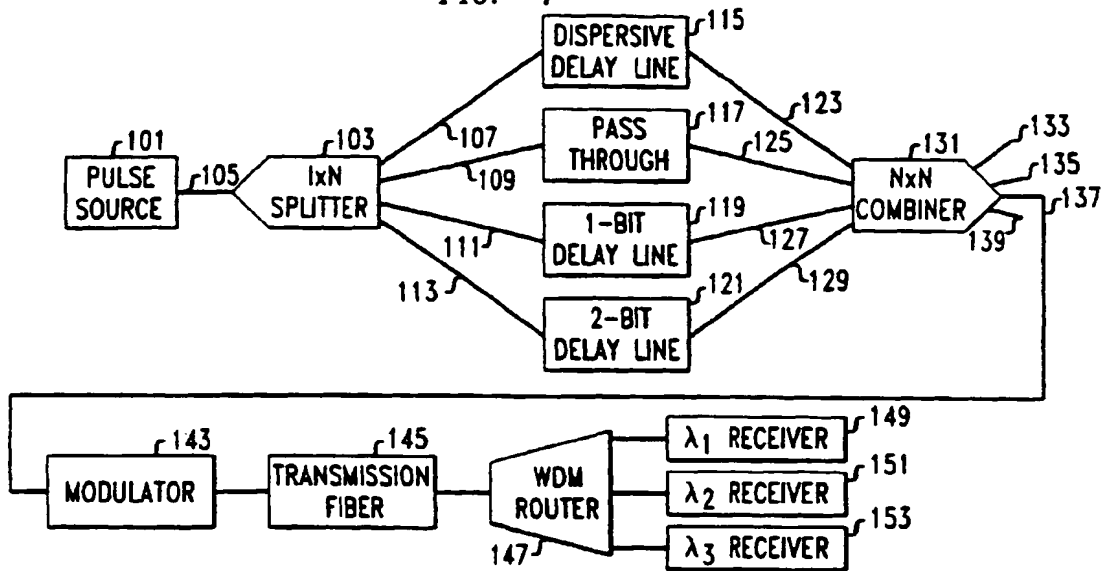 115
DISPERSIVE
DELAY LINE
123
107
117
PASS
THROUGH
125
109
101
PULSE
SOURCE
105
103
1xN
SPLITTER
131
NxN
COMBINER
133
135
137
139
119
1-BIT
DELAY LINE
111
127
113
121
2-BIT
DELAY LINE
129
143
MODULATOR
145
TRANSMISSION
FIBER
WDM
ROUTER
147
149
λ1 RECEIVER
151
λ2 RECEIVER
153
λ3 RECEIVER